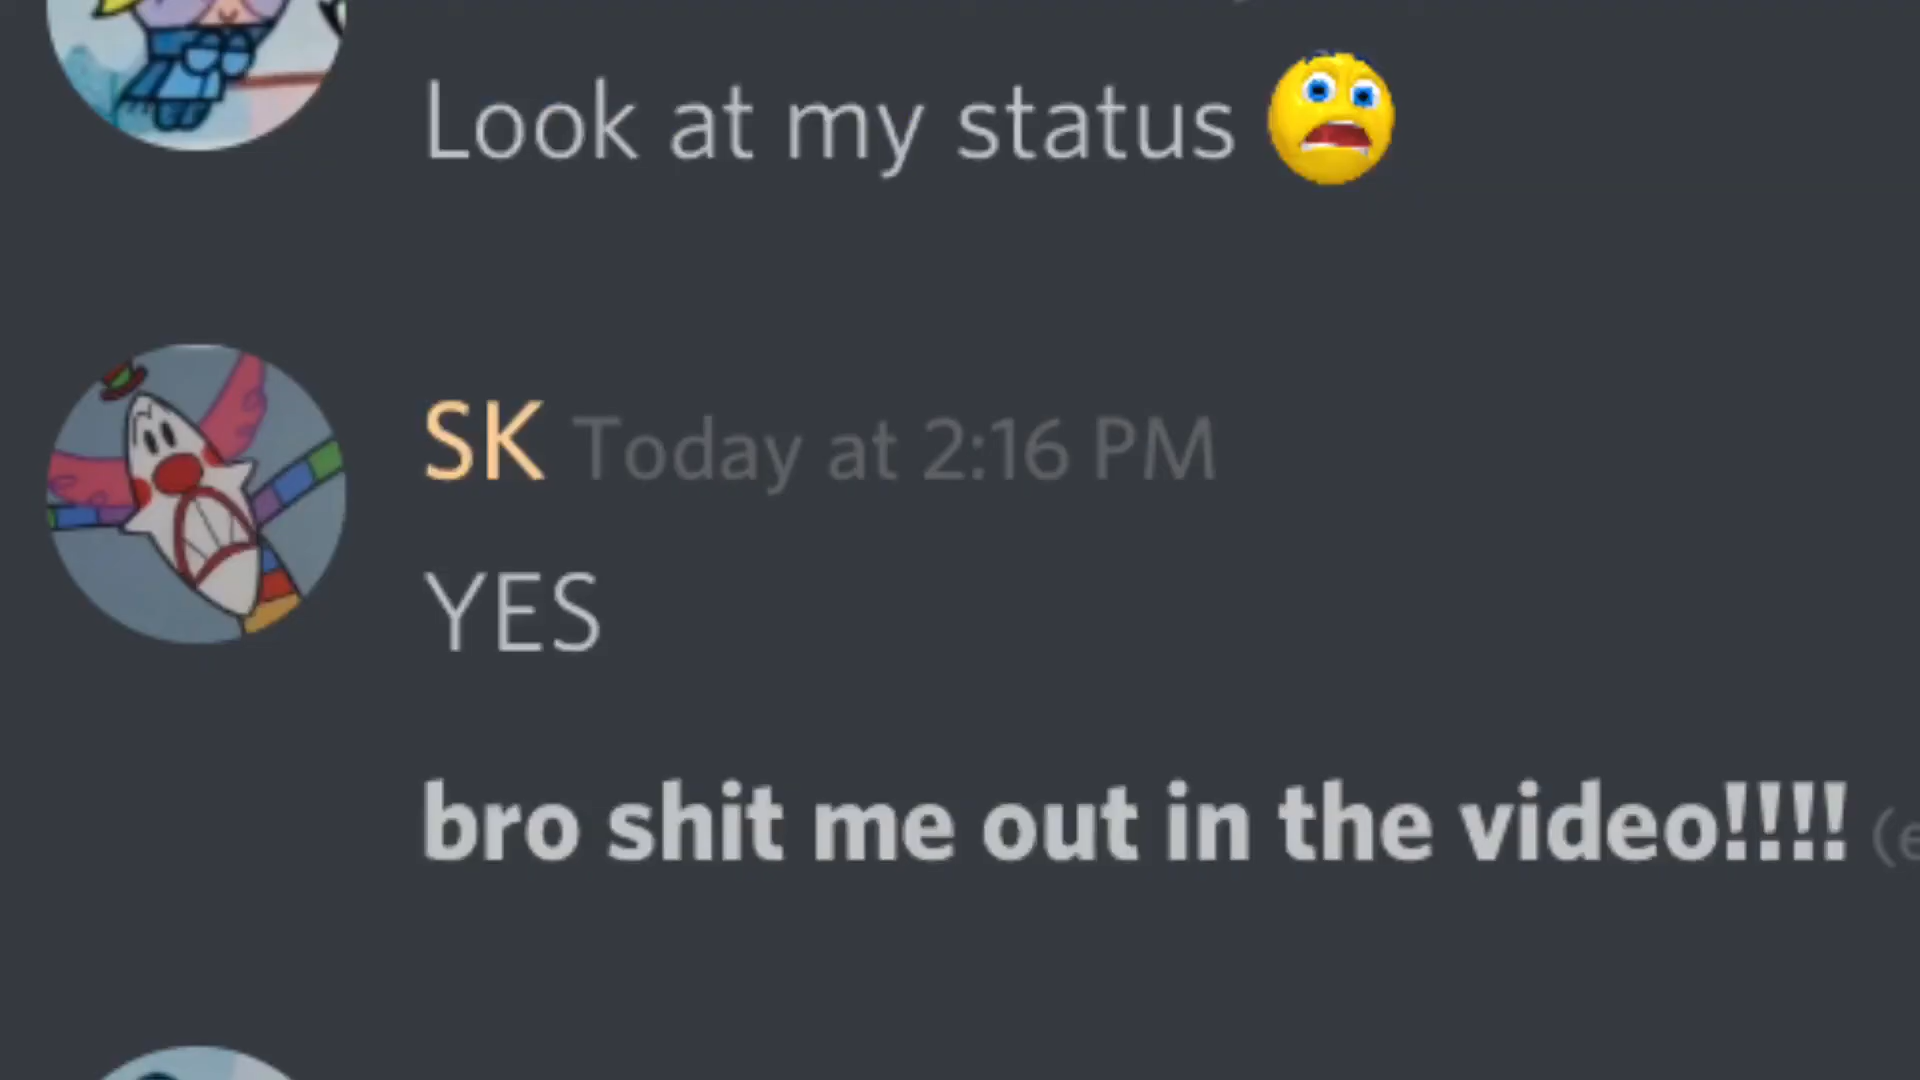 Look at my status
SK Today at 2:16 PM
YES
bro shit me out in the video!!!!